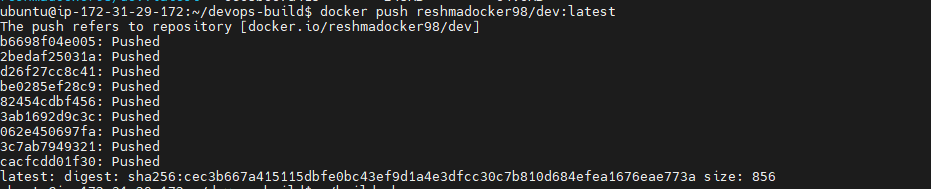 ubuntu@ip-172-31-29-172:~/devops-build$ docker push reshmadocker98/dev:latest
The push refers to repository [docker.io/reshmadocker98/dev]
b6698f04e005: Pushed
2bedaf25031a: Pushed
d26f27cc8c41: Pushed
be0285ef28c9: Pushed
82454cdbf456: Pushed
3ab1692d9c3c: Pushed
062e450697fa: Pushed
3c7ab7949321: Pushed
cacfcdd01f30: Pushed
latest: digest: sha256:cec3b667a415115dbfe0bc43ef9d1a4e3dfcc30c7b810d684efea1676eae773a size: 856